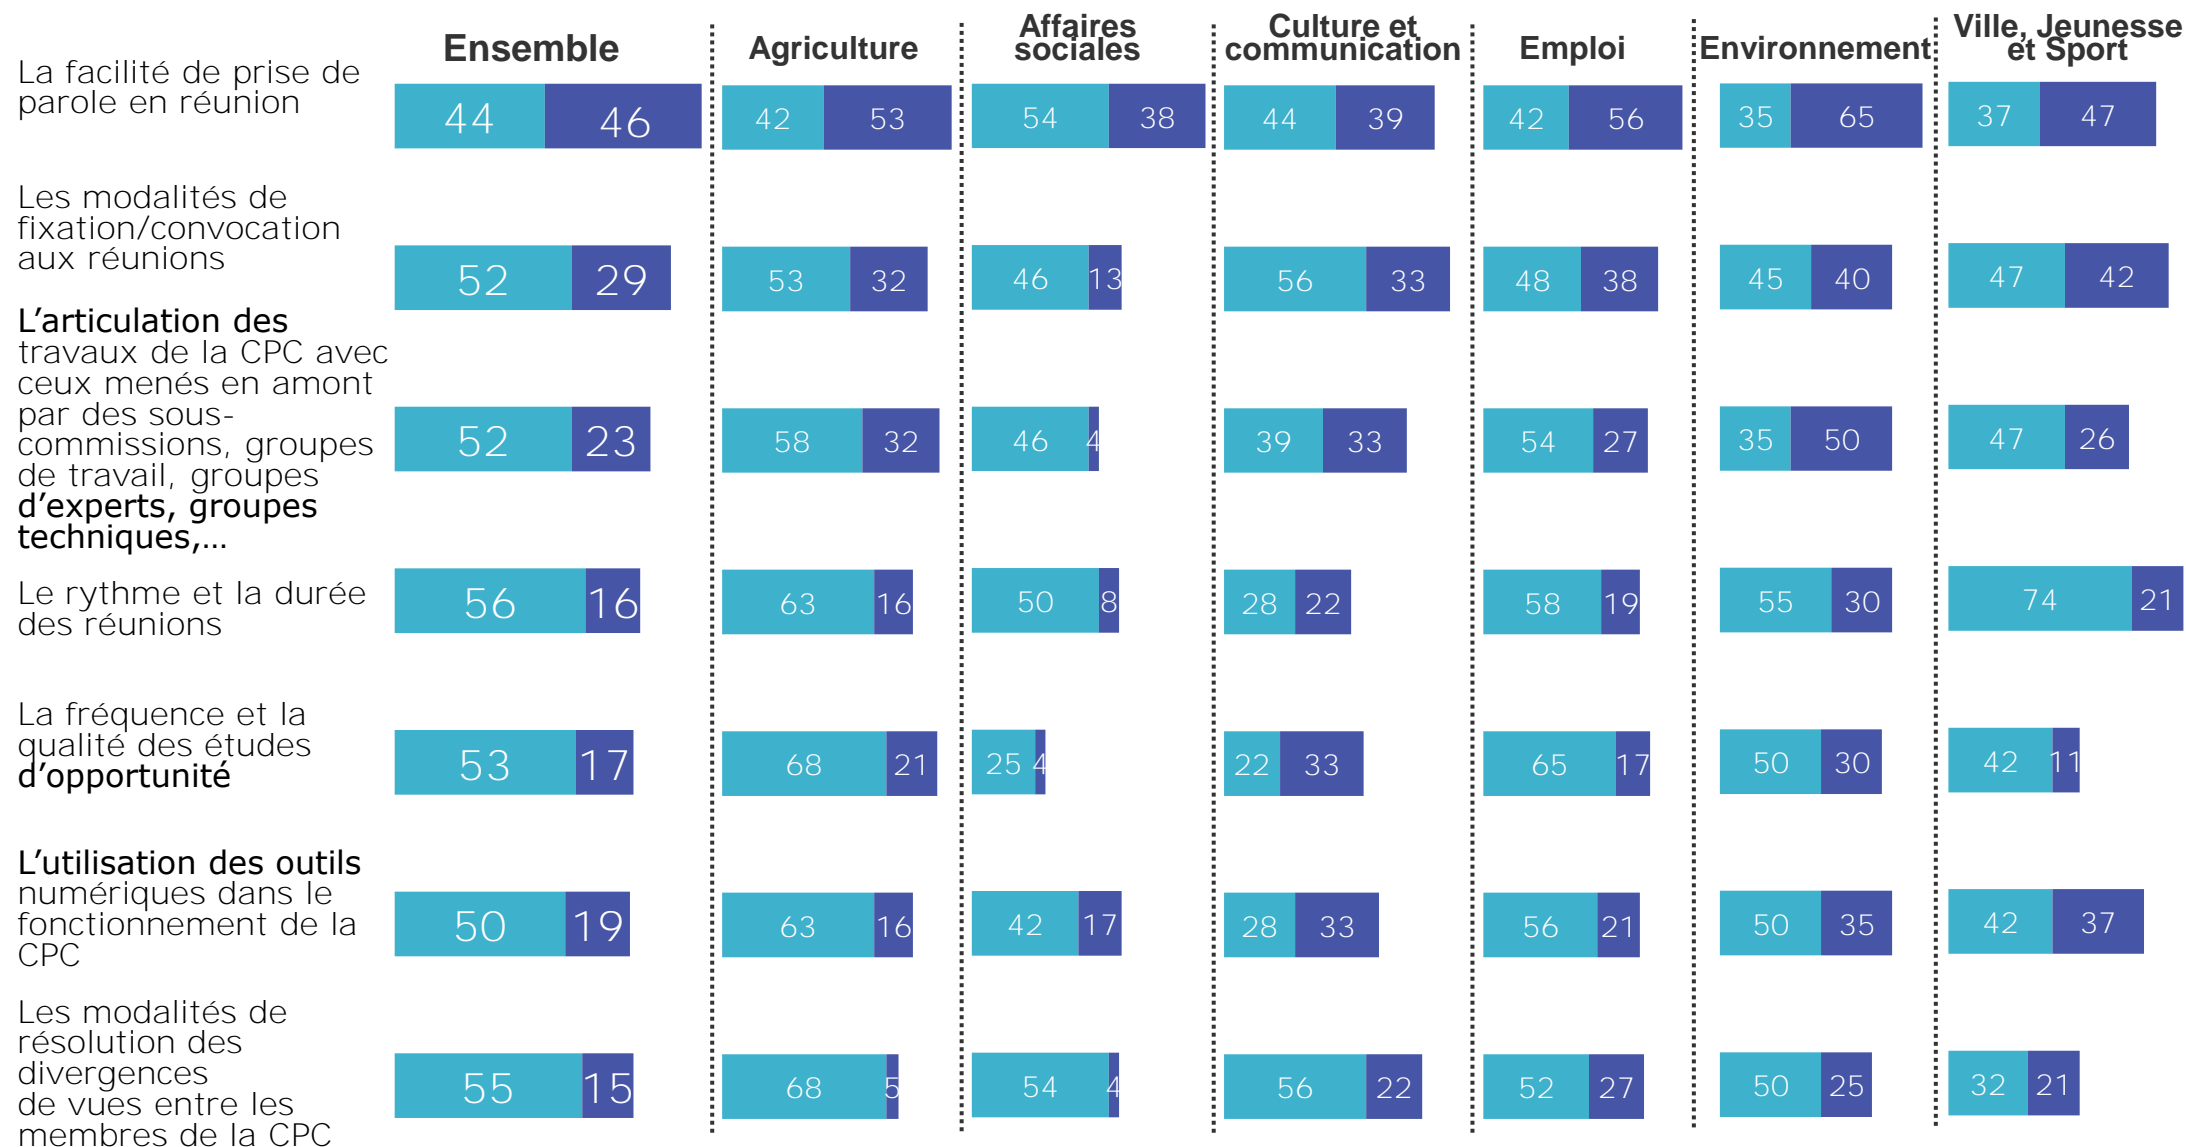 Ensemble
Agriculture
Affaires
sociales
Culture et
communication
Emploi
Environnement
Ville, Jeunesse
et Sport
La facilité de prise de
parole en réunion
44 46 42 53 54 38 44 39 42 56 35 65 37 47
Les modalités de
fixation/convocation
aux réunions
52 29 53 32 46 13 56 33 48 38 45 40 47 42
L’articulation des
travaux de la CPC avec
ceux menés en amont
par des sous-
commissions, groupes
de travail, groupes
d’experts, groupes
techniques,…
52 23 58 32 46 4 39 33 54 27 35 50 47 26
Le rythme et la durée
des réunions
56 16 63 16 50 8 28 22 58 19 55 30 74 21
La fréquence et la
qualité des études
d’opportunité
53 17 68 21 25 4 22 33 65 17 50 30 42 11
L’utilisation des outils
numériques dans le
fonctionnement de la
CPC
50 19 63 16 42 17 28 33 56 21 50 35 42 37
Les modalités de
résolution des
divergences
de vues entre les
membres de la CPC
55 15 68 5 54 4 56 22 52 27 50 25 32 21